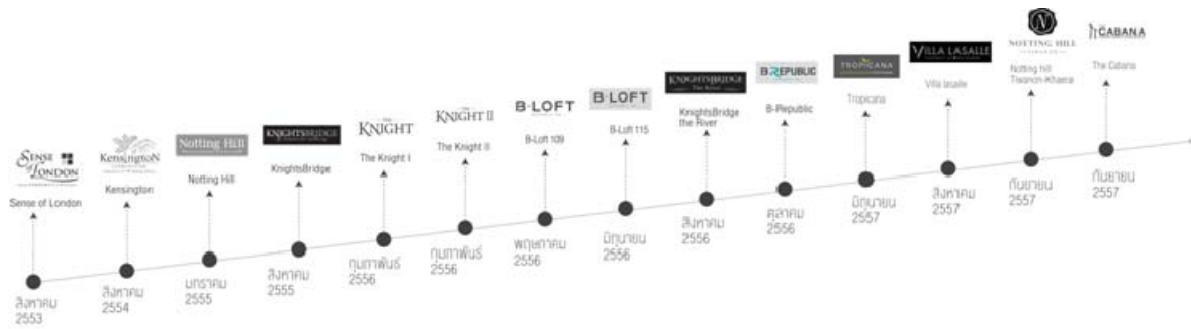 SENSE
of LONDON
Sense of London
สิงหาคม
2553
KENSINGTON
Kensington
สิงหาคม
2554
Notting Hill
Notting Hill
มกราคม
2555
KNIGHTSBRIDGE
KnightsBridge
สิงหาคม
2555
THE
KNIGHT
The Knight I
กุมภาพันธ์
2556
THE
KNIGHT II
The Knight II
กุมภาพันธ์
2556
B·LOFT
B-Loft 109
พฤษภาคม
2556
B·LOFT
B-Loft 115
มิถุนายน
2556
KNIGHTSBRIDGE
The River
KnightsBridge
the River
สิงหาคม
2556
B REPUBLIC
B-Republic
ตุลาคม
2556
TROPICANA
Tropicana
มิถุนายน
2557
VILLA LASALLE
Villa lasalle
สิงหาคม
2557
N
NOTTING HILL
Notting hill
Tiwanon-Khaerai
กันยายน
2557
CABANA
The Cabana
กันยายน
2557